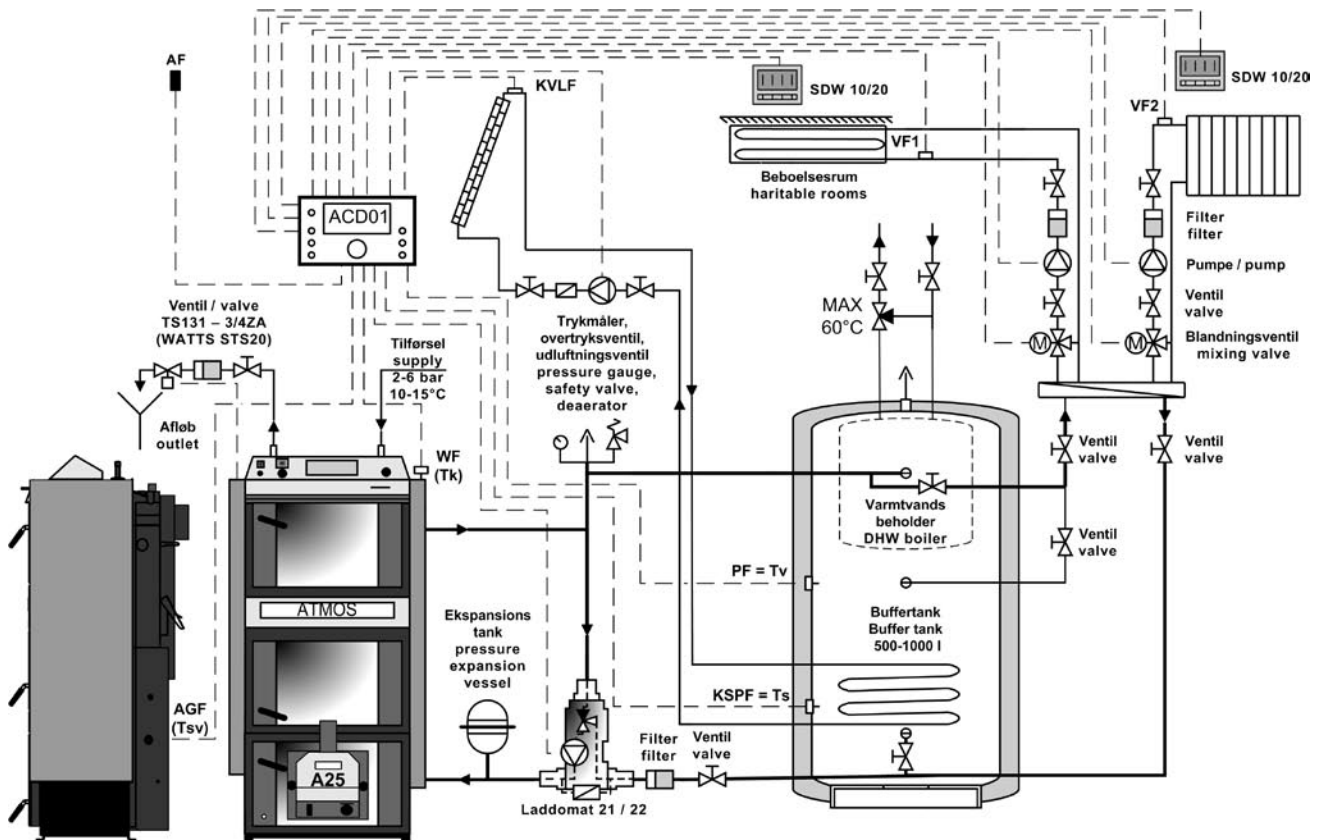 AF
KVLF
SDW 10/20
SDW 10/20
VF2
VF1
Beboelsesrum
haritable rooms
ACD01
Filter
filter
Pumpe / pump
Ventil
valve
Blandningsventil
mixing valve
M
M
MAX
60°C
Ventil / valve
TS131 – 3/4ZA
(WATTS STS20)
Tilførsel
supply
2-6 bar
10-15°C
Trykmåler,
overtryksventil,
udluftningsventil
pressure gauge,
safety valve,
deaerator
Afløb
outlet
WF
(Tk)
Ventil
valve
Ventil
valve
Varmtvands
beholder
DHW boiler
Ventil
valve
PF = Tv
ATMOS
Ekspansions
tank
pressure
expansion
vessel
Buffertank
Buffer tank
500-1000 l
KSPF = Ts
AGF
(Tsv)
Filter
filter
Ventil
valve
A25
Laddomat 21 / 22